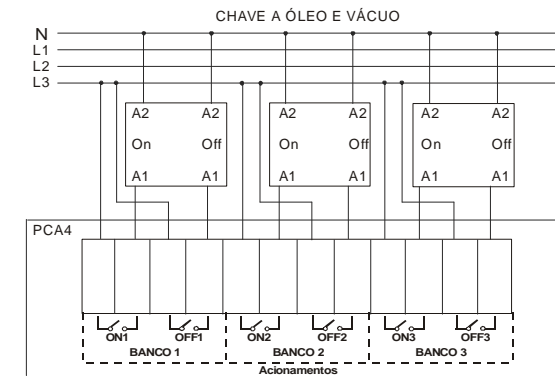 CHAVE A ÓLEO E VÁCUO
N
L1
L2
L3
A2 A2 A2 A2 A2 A2
On Off On Off On Off
A1 A1 A1 A1 A1 A1
PCA4
ON1 OFF1 ON2 OFF2 ON3 OFF3
BANCO 1 BANCO 2 BANCO 3
Acionamentos